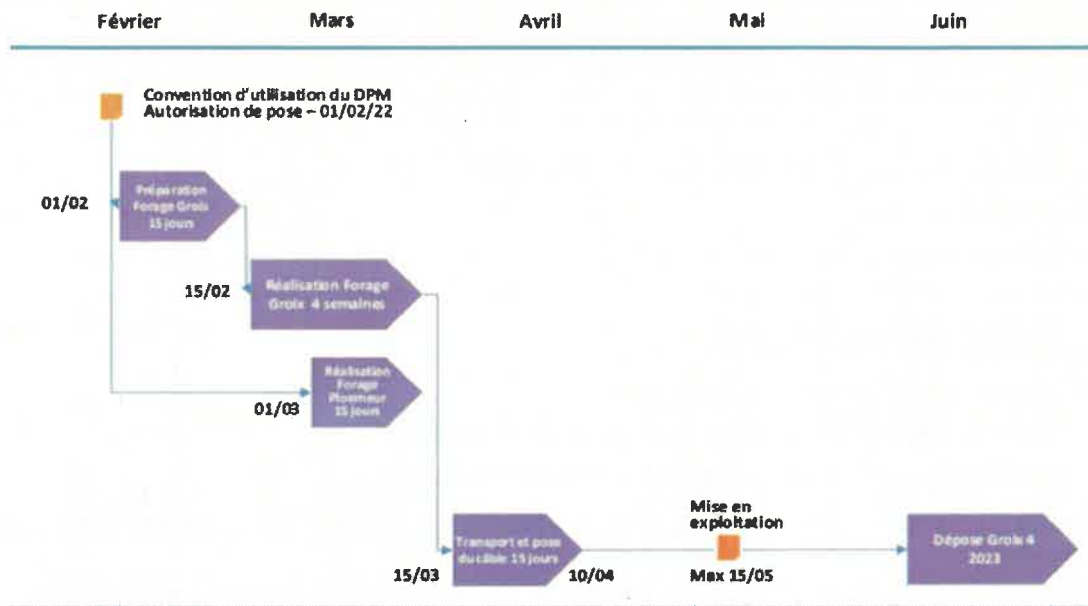 Février Mars Avril Mai Juin
Convention d'utilisation du DPM
Autorisation de pose – 01/02/22
01/02
Préparation
Forage Groix
15 jours
15/02
Réalisation Forage
Groix 4 semaines
01/03
Réalisation
Forage
Ploemeur
15 jours
Mise en
exploitation
Transport et pose
du câble 15 jours
15/03
10/04
Max 15/05
Dépose Groix 4
2023